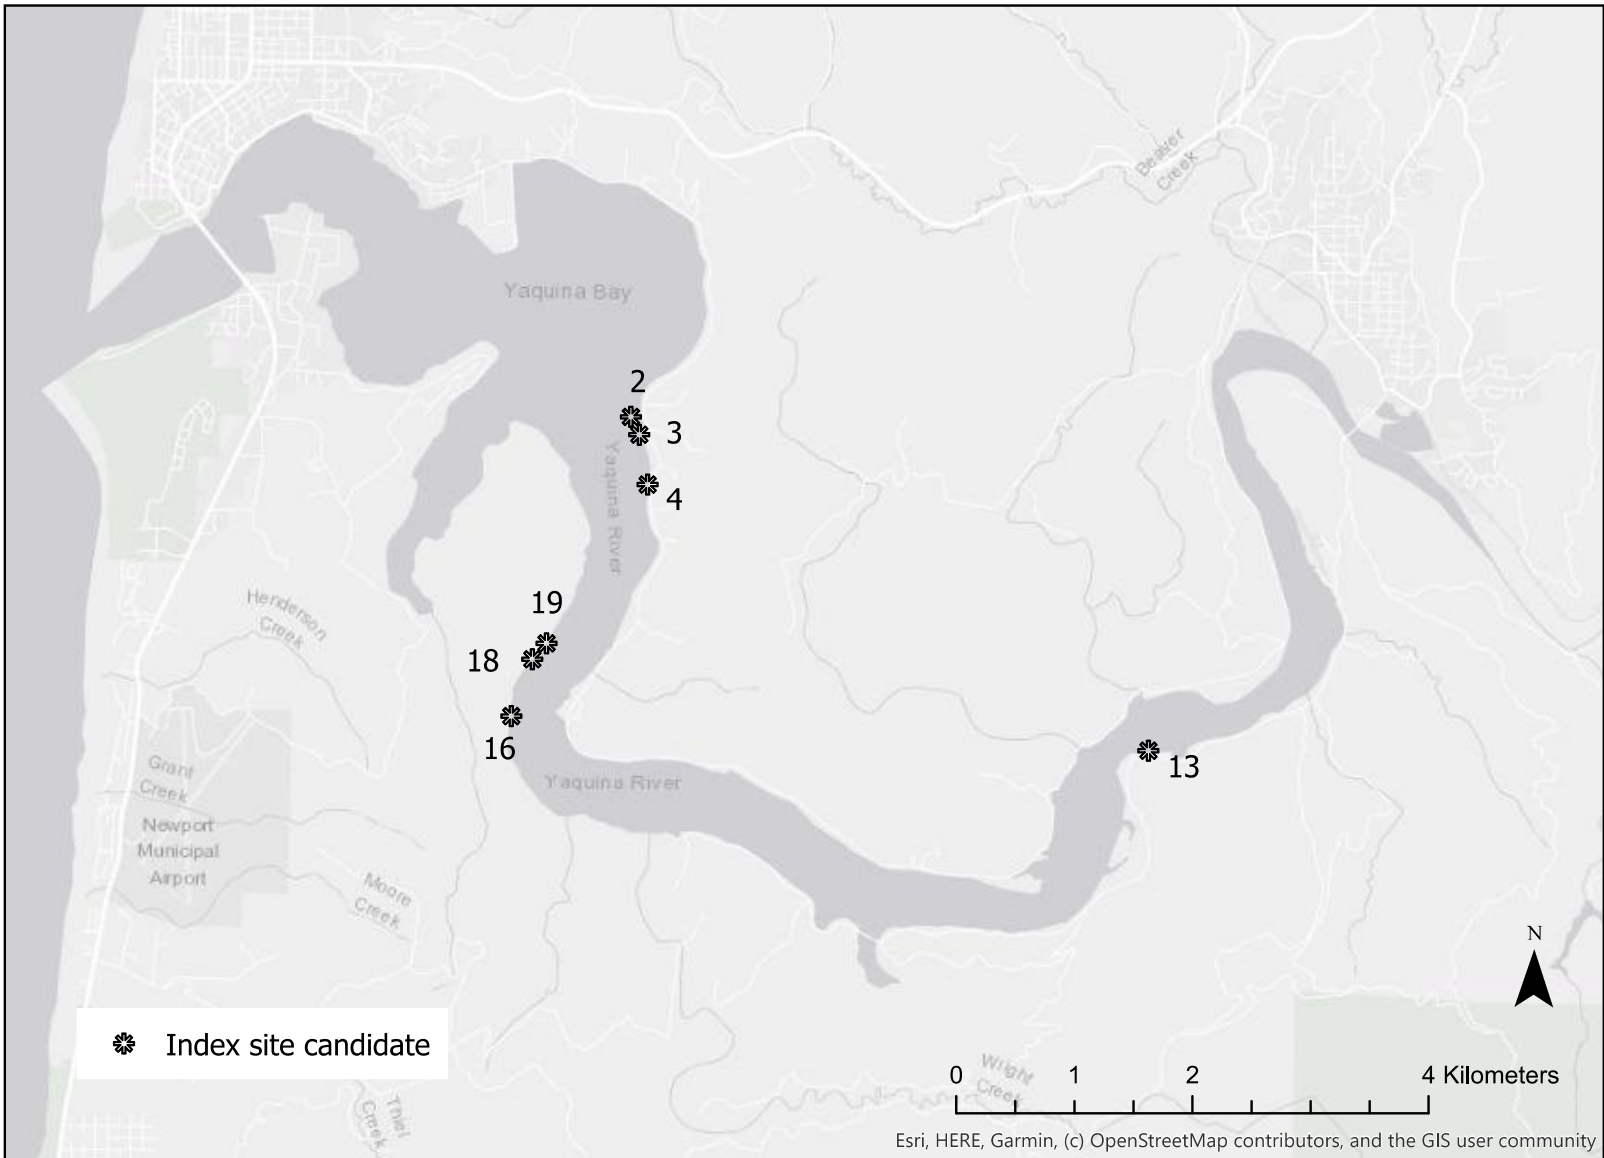 Beaver
Creek
Yaquina Bay
2
3
4
Yaquina River
Henderson
Creek
19
18
16
13
Yaquina River
Grant
Creek
Newport
Municipal
Airport
Moore
Creek
N
Index site candidate
Wright
Creek
0 1 2 4 Kilometers
Thiel
Creek
Esri, HERE, Garmin, (c) OpenStreetMap contributors, and the GIS user community